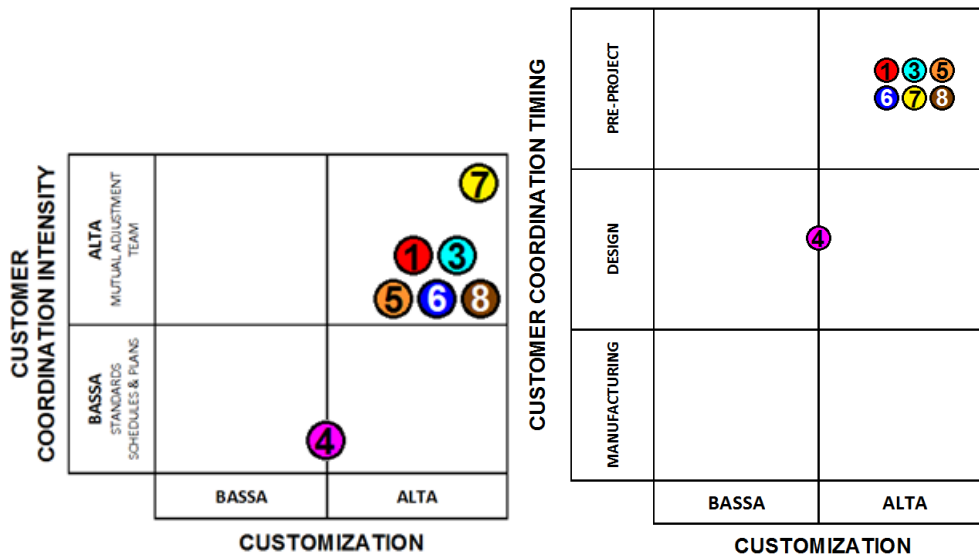 CUSTOMER
COORDINATION INTENSITY
ALTA
MUTUAL ADJUSTMENT
TEAM
BASSA
STANDARDS
SCHEDULES & PLANS
7
1 3
5 6 8
4
BASSA ALTA
CUSTOMIZATION
CUSTOMER COORDINATION TIMING
PRE-PROJECT
DESIGN
MANUFACTURING
1 3 5
6 7 8
4
BASSA ALTA
CUSTOMIZATION